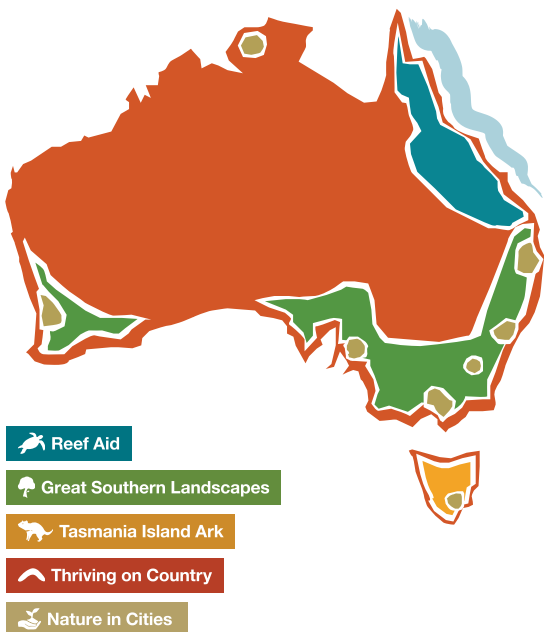 Reef Aid
Great Southern Landscapes
Tasmania Island Ark
Thriving on Country
Nature in Cities